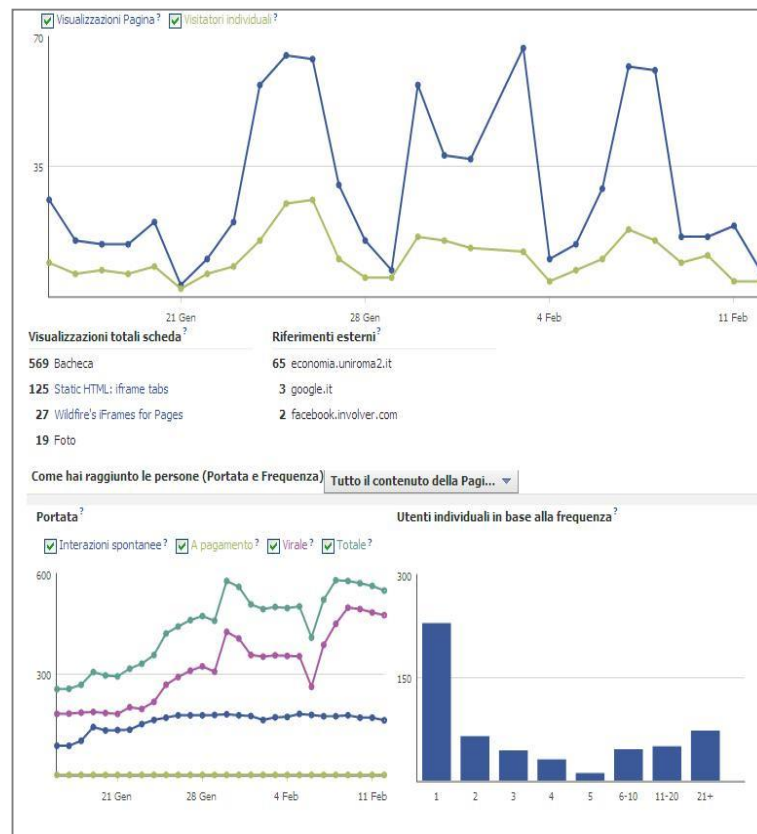 Visualizzazioni Pagina? Visitatori individuali?
70
35
21 Gen 28 Gen 4 Feb 11 Feb
Visualizzazioni totali scheda? Riferimenti esterni?
569 Bacheca 65 economia.uniroma2.it
125 Static HTML: iframe tabs 3 google.it
27 Wildfire's iFrames for Pages 2 facebook.involver.com
19 Foto
Come hai raggiunto le persone (Portata e Frequenza) Tutto il contenuto della Pagi...
Portata? Utenti individuali in base alla frequenza?
Interazioni spontanee? A pagamento? Virale? Totale?
600
300
21 Gen 28 Gen 4 Feb 11 Feb
300
150
1 2 3 4 5 6-10 11-20 21+